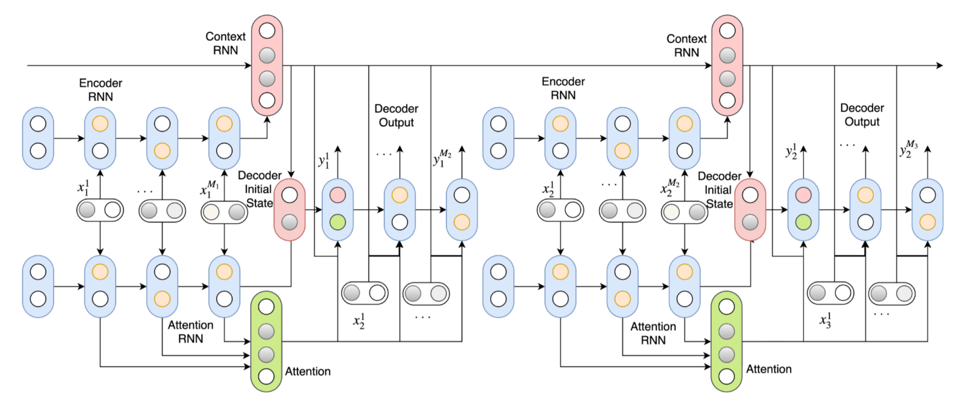 Context
RNN
Encoder
RNN
Decoder
Output
x_1^1
. . .
x_1^{M_1}
Decoder
Initial
State
y_1^1
. . .
y_1^{M_2}
x_2^1
. . .
Attention
RNN
Attention
Context
RNN
Encoder
RNN
Decoder
Output
x_2^1
. . .
x_2^{M_2}
Decoder
Initial
State
y_2^1
. . .
y_2^{M_3}
x_3^1
. . .
Attention
RNN
Attention